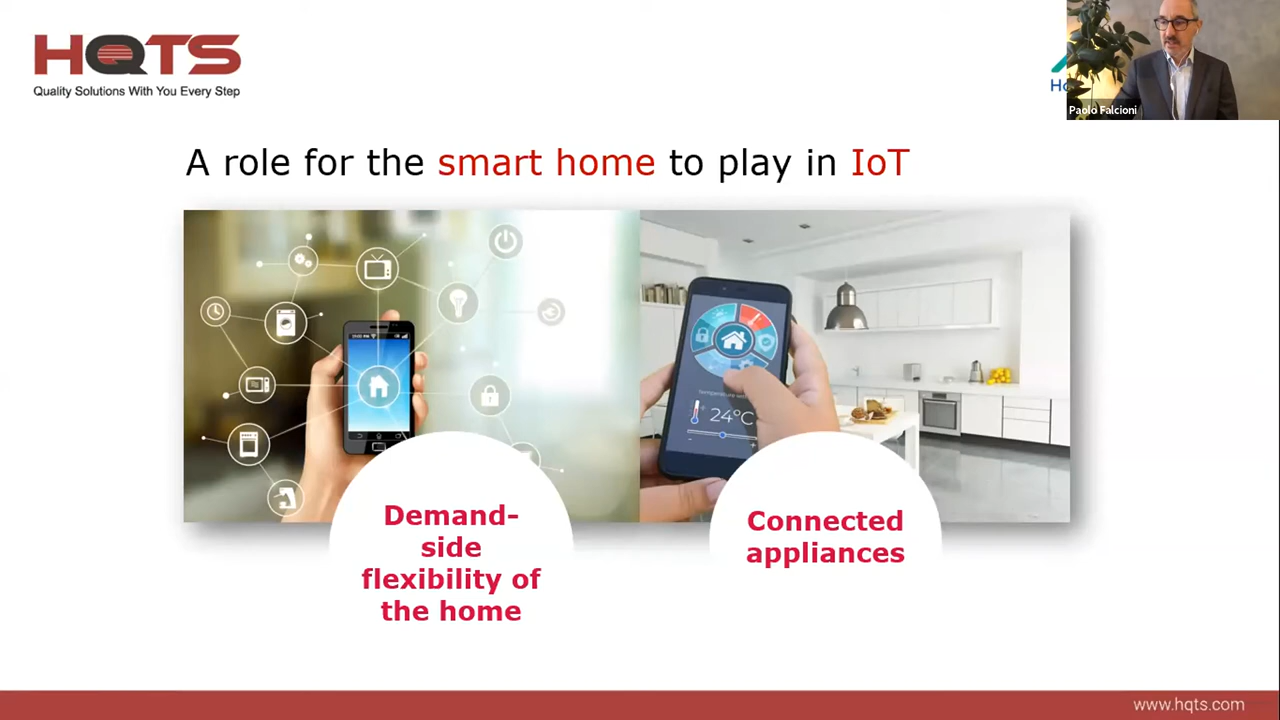 HQTS
Quality Solutions With You Every Step
Paolo Falcioni
A role for the smart home to play in IoT
24°C
Demand-
side
flexibility of
the home
Connected
appliances
www.hqts.com